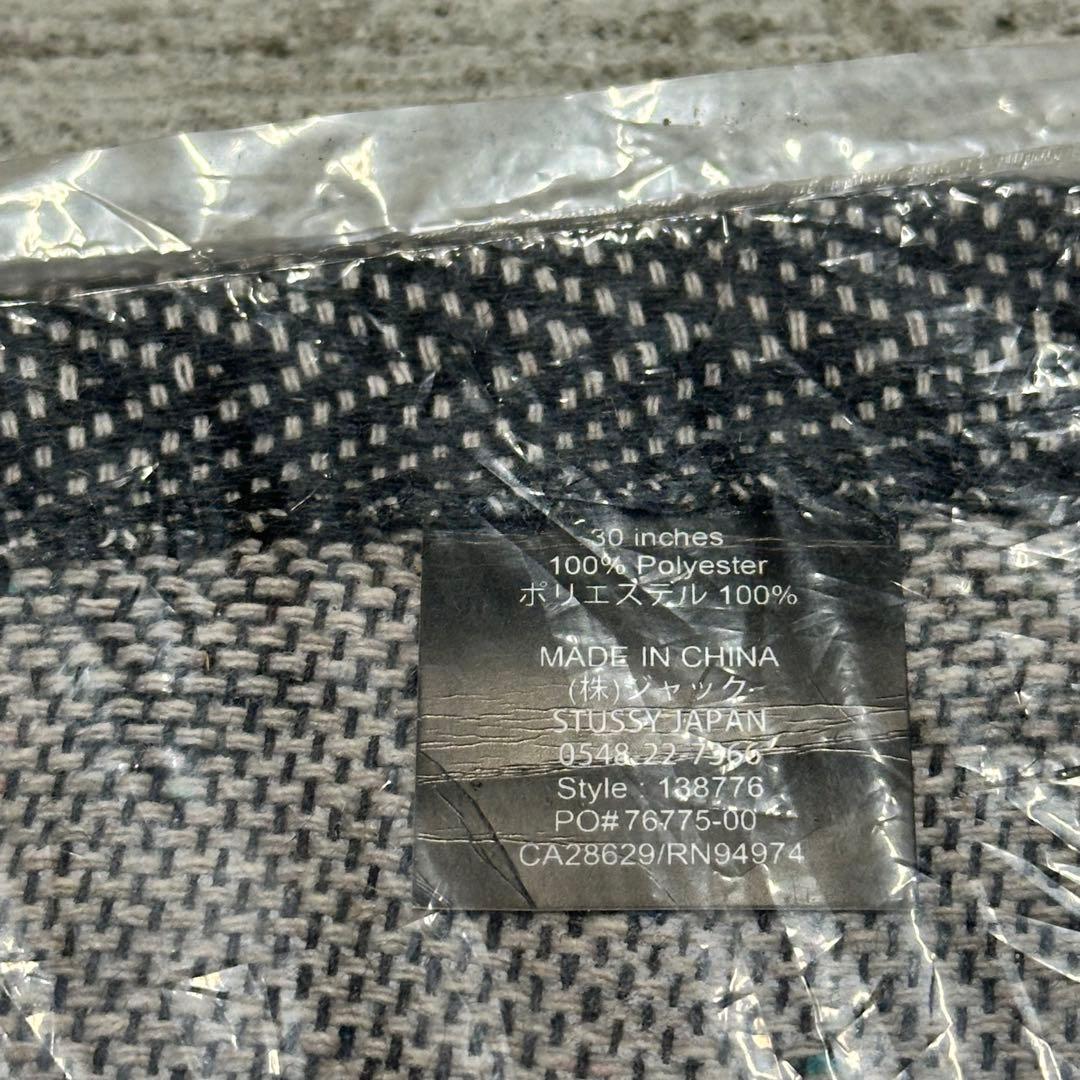 30 inches
100% Polyester
ポリエステル 100%
MADE IN CHINA
(株)ジャック
STUSSY JAPAN
0548-22-7966
Style : 138776
PO#76775-00
CA28629/RN94974